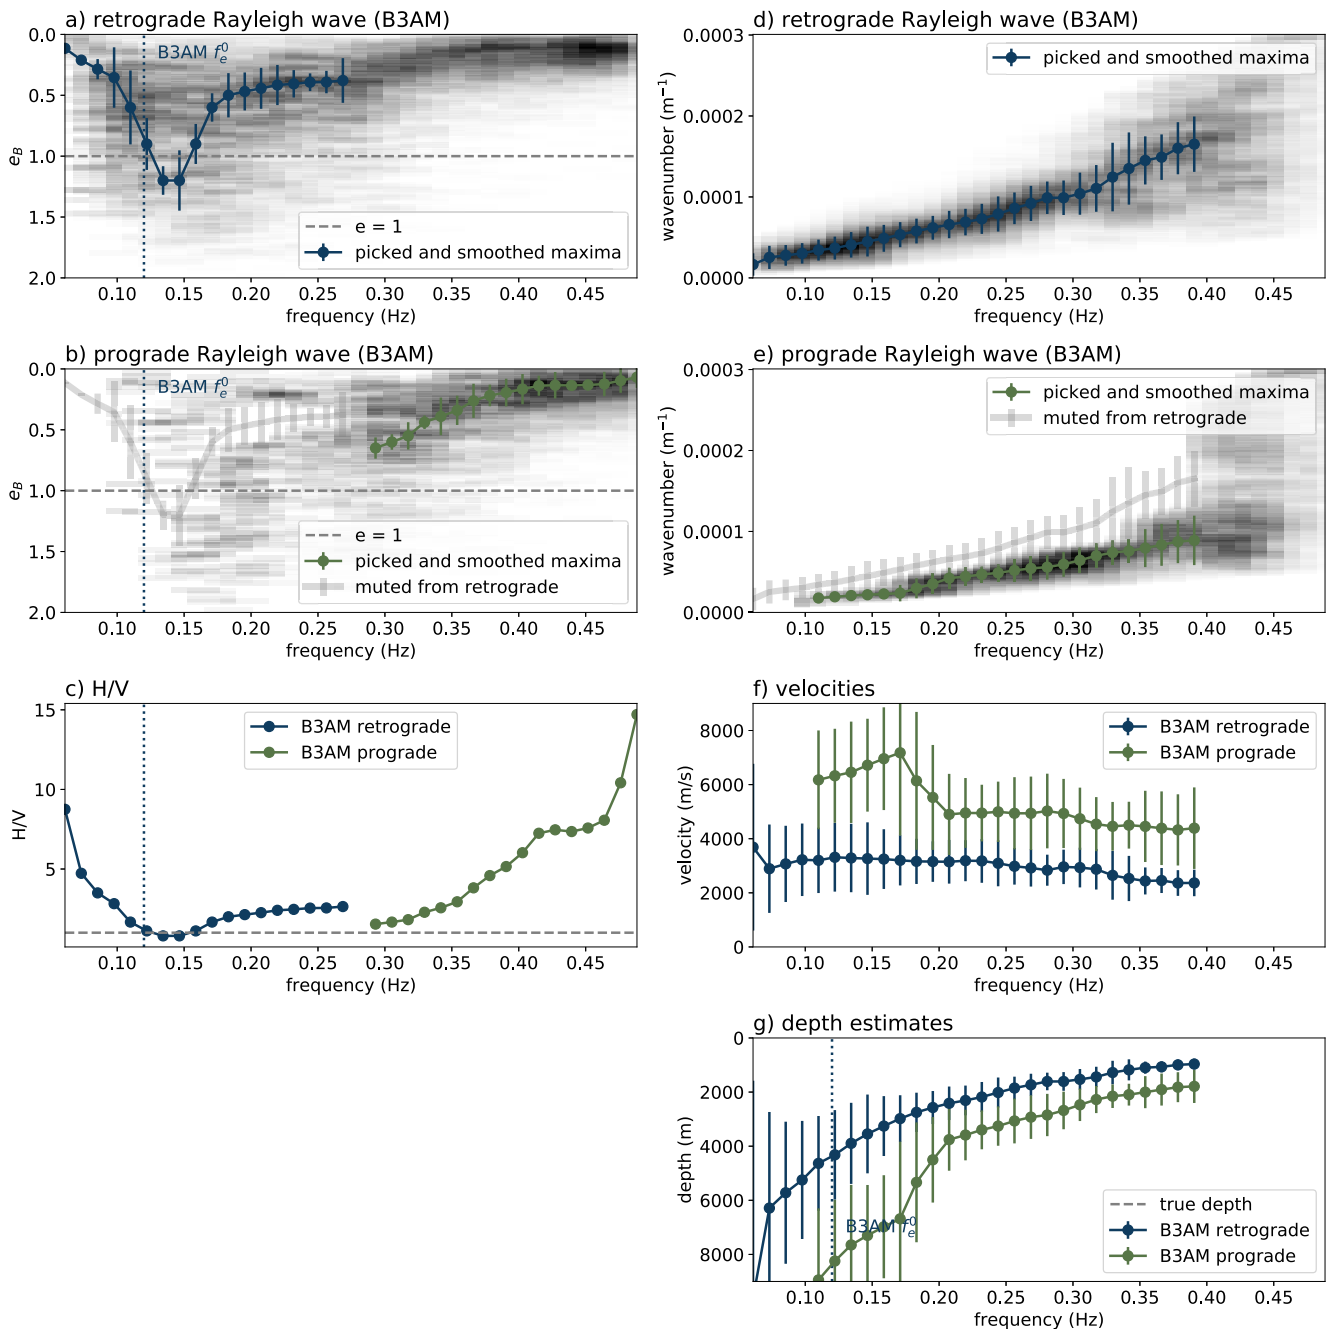 a) retrograde Rayleigh wave (B3AM)
B3AM f_e^0
0.0
0.5
1.0
1.5
2.0
e_B
e = 1
picked and smoothed maxima
0.10 0.15 0.20 0.25 0.30 0.35 0.40 0.45
frequency (Hz)
d) retrograde Rayleigh wave (B3AM)
0.0003
0.0002
0.0001
0.0000
wavenumber (m⁻¹)
picked and smoothed maxima
0.10 0.15 0.20 0.25 0.30 0.35 0.40 0.45
frequency (Hz)
b) prograde Rayleigh wave (B3AM)
B3AM f_e^0
0.0
0.5
1.0
1.5
2.0
e_B
e = 1
picked and smoothed maxima
muted from retrograde
0.10 0.15 0.20 0.25 0.30 0.35 0.40 0.45
frequency (Hz)
e) prograde Rayleigh wave (B3AM)
0.0003
0.0002
0.0001
0.0000
wavenumber (m⁻¹)
picked and smoothed maxima
muted from retrograde
0.10 0.15 0.20 0.25 0.30 0.35 0.40 0.45
frequency (Hz)
c) H/V
15
10
5
H/V
B3AM retrograde
B3AM prograde
0.10 0.15 0.20 0.25 0.30 0.35 0.40 0.45
frequency (Hz)
f) velocities
8000
6000
4000
2000
0
velocity (m/s)
B3AM retrograde
B3AM prograde
0.10 0.15 0.20 0.25 0.30 0.35 0.40 0.45
frequency (Hz)
g) depth estimates
0
2000
4000
6000
8000
depth (m)
B3AM f_e^0
true depth
B3AM retrograde
B3AM prograde
0.10 0.15 0.20 0.25 0.30 0.35 0.40 0.45
frequency (Hz)